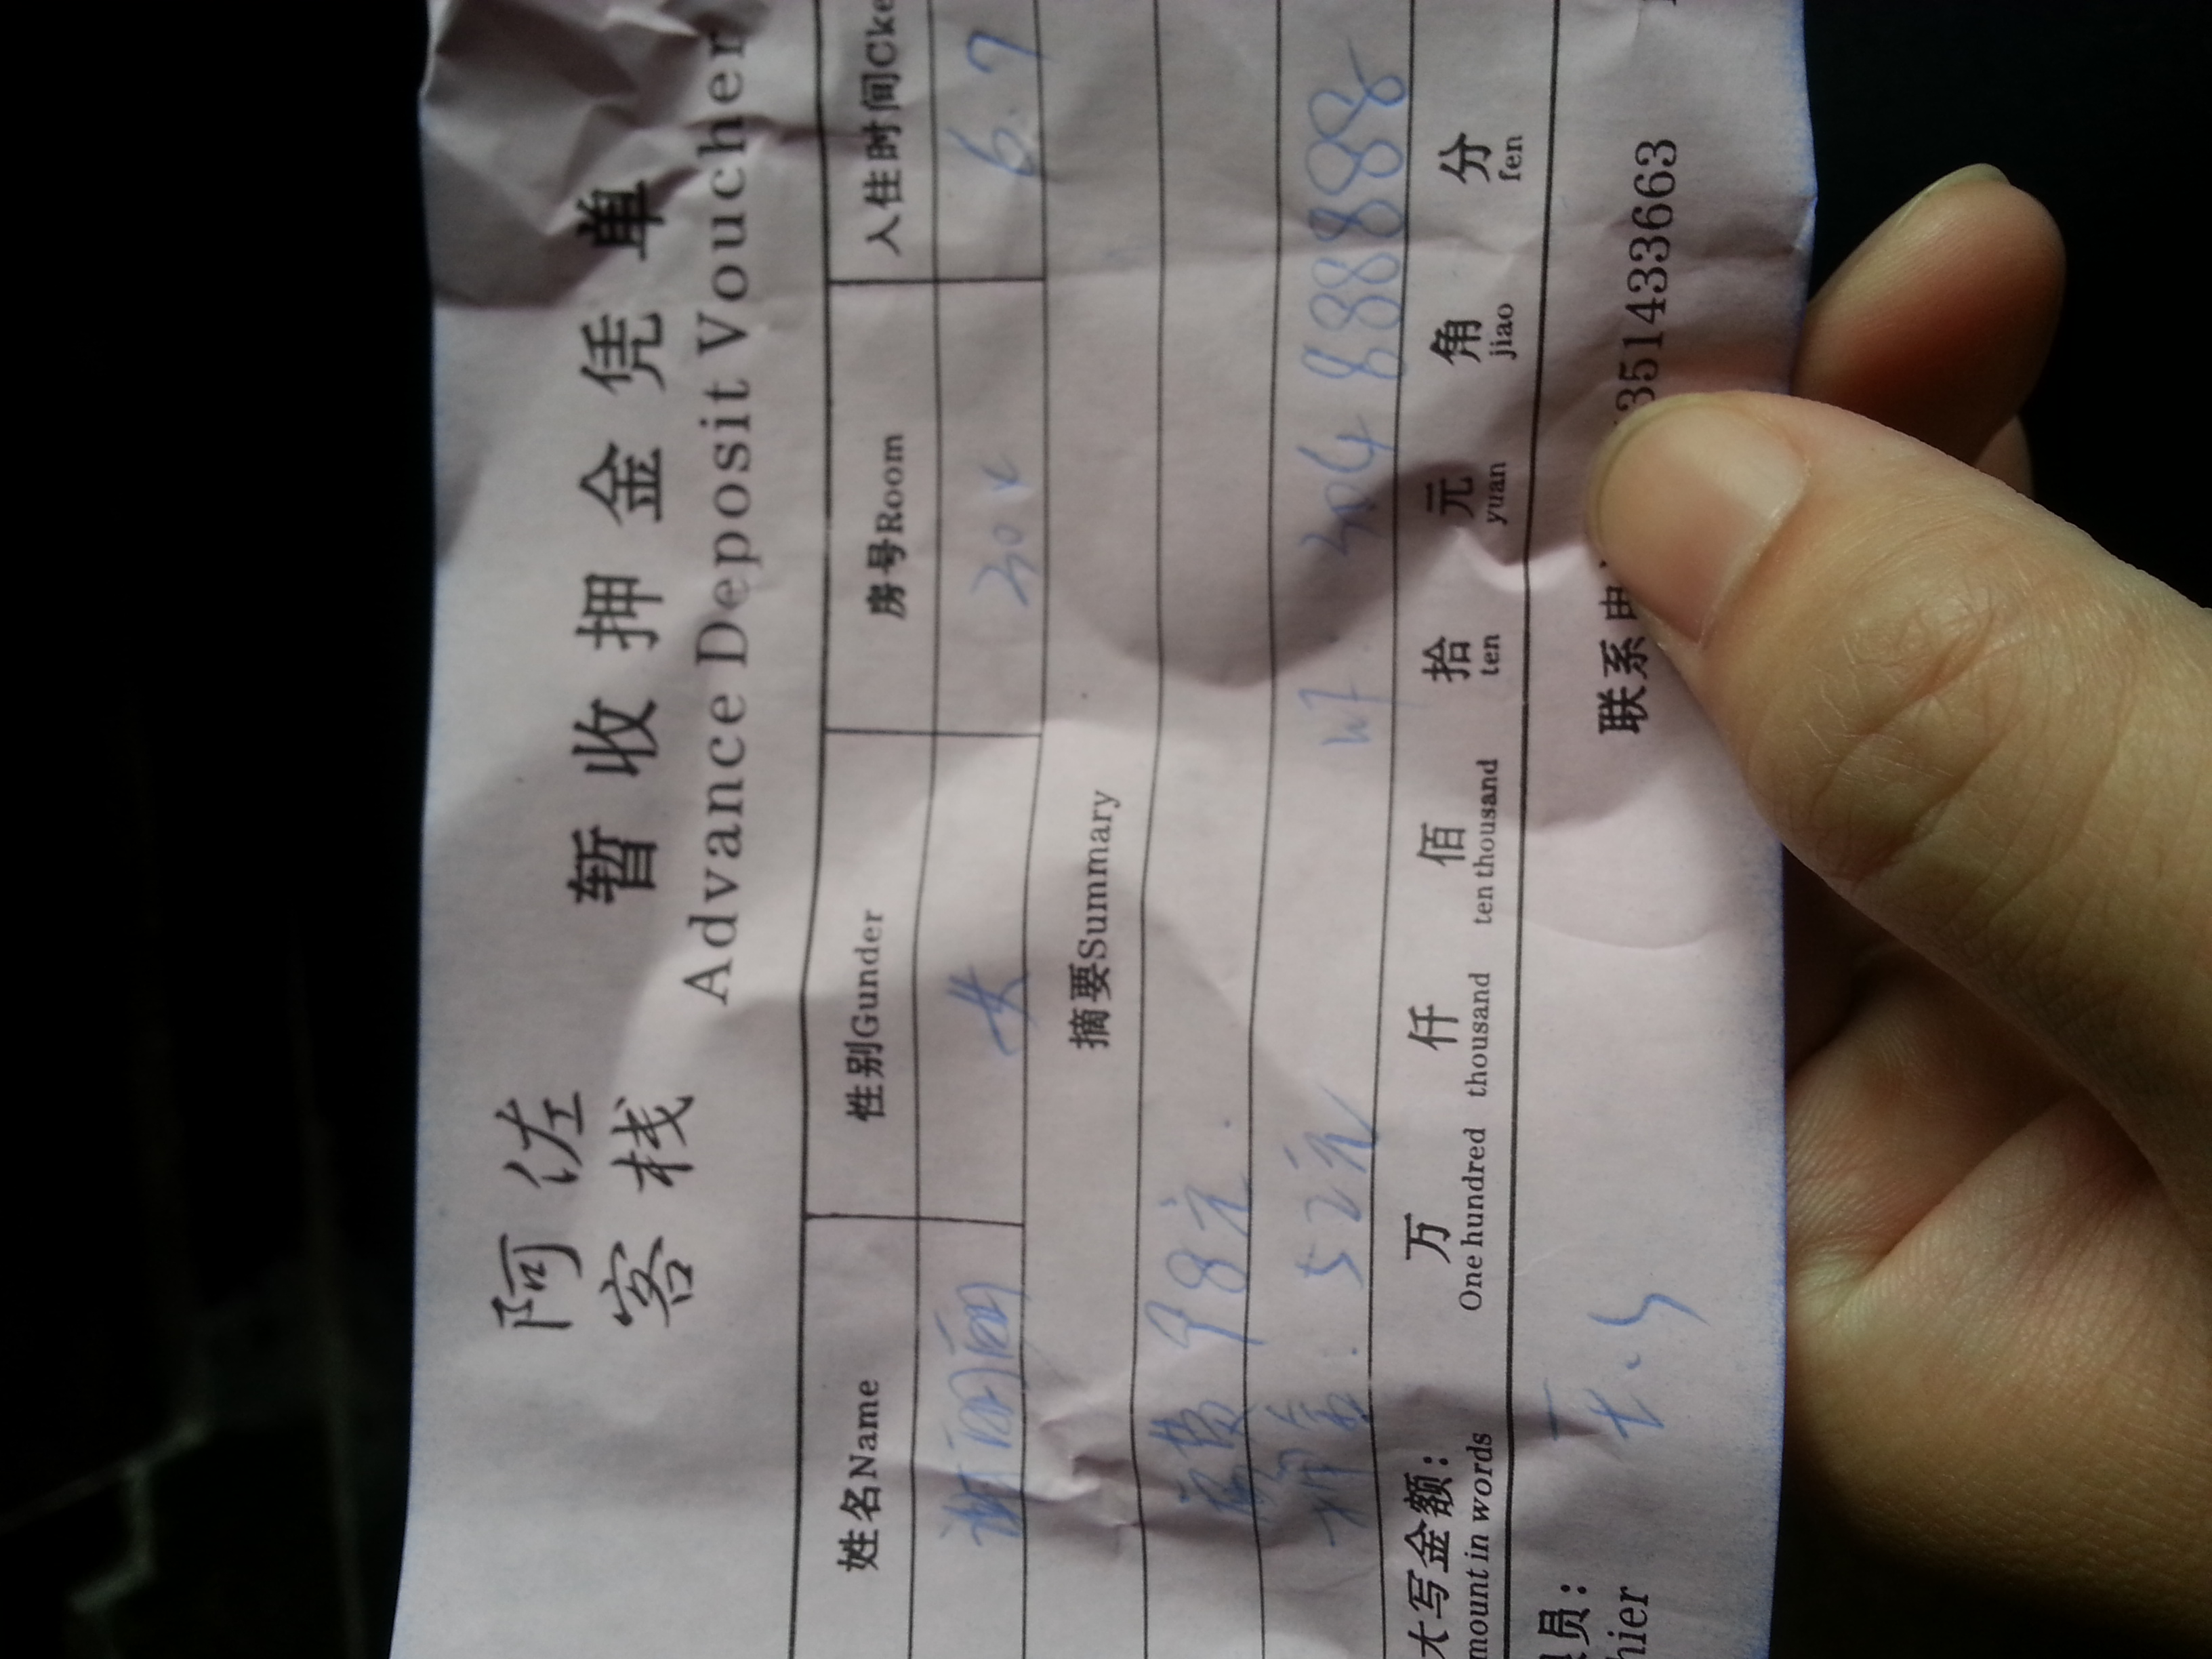 阿佐
客栈
暂收押金凭单
Advance Deposit Voucher
姓名Name 性别Gunder 房号Room 入住时间Cke
谢丽丽 女 304 6.7
摘要Summary
房费 98元.
押金. 52元 304 888888
大写金额: 万 仟 佰 拾 元 角 分
mount in words One hundred thousand ten thousand ten yuan jiao fen
员:
hier
联系电 351433663